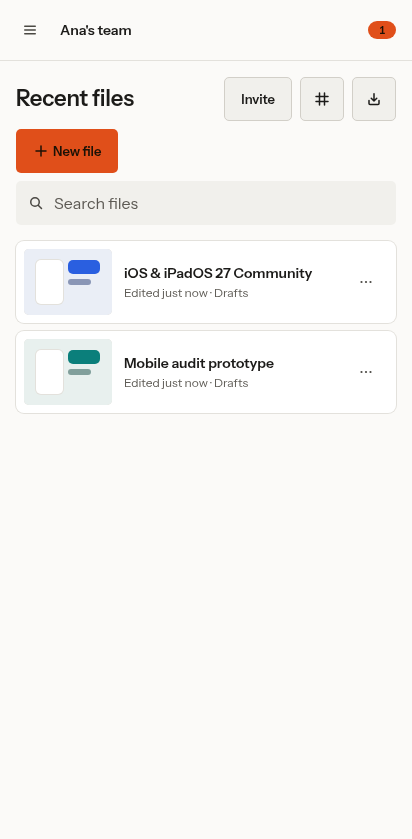 Ana's team
1
Recent files
Invite
New file
Search files
iOS & iPadOS 27 Community
Edited just now · Drafts
Mobile audit prototype
Edited just now · Drafts